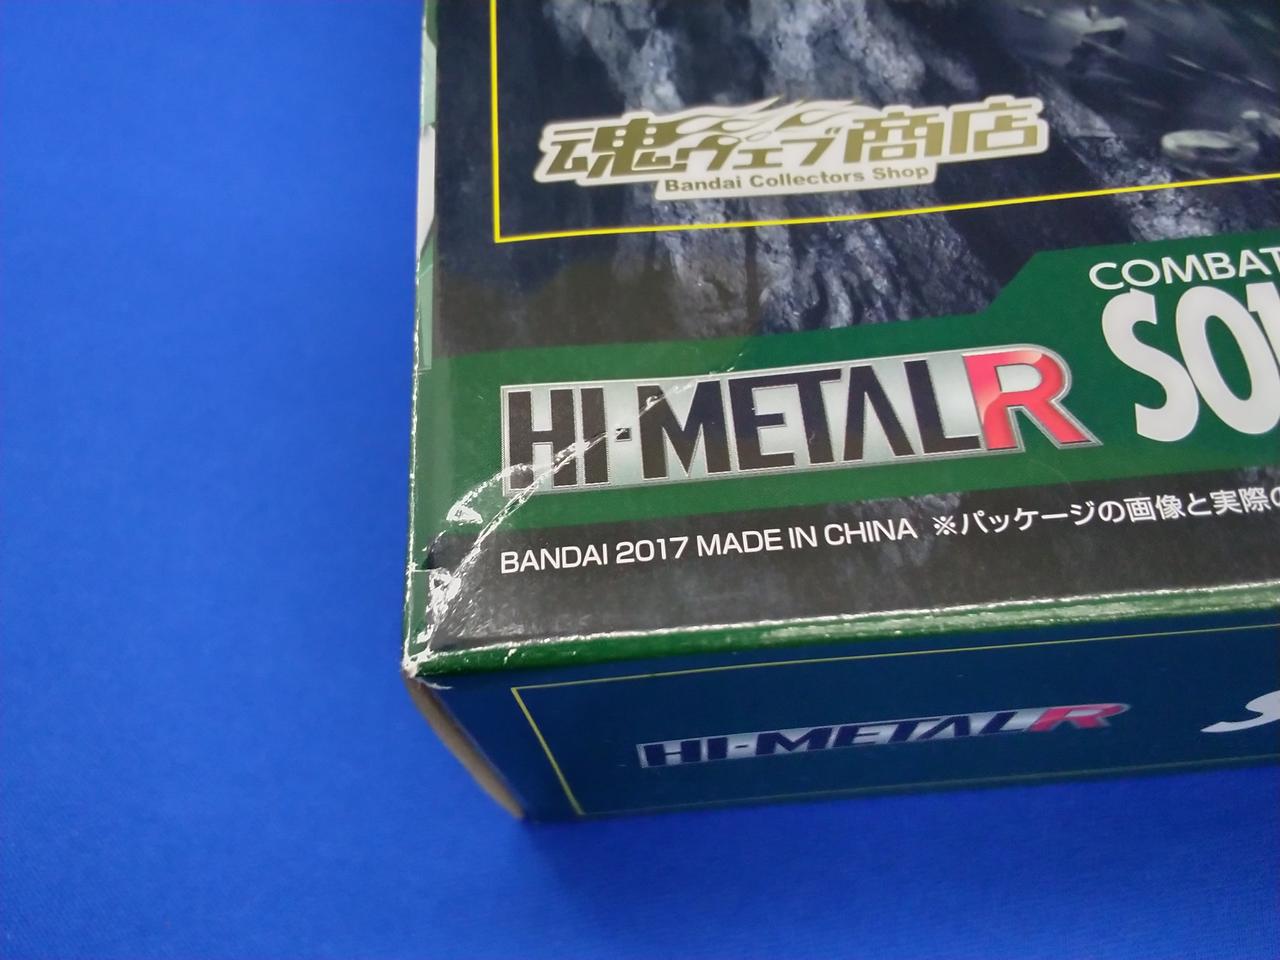 魂ウェブ商店
Bandai Collectors Shop
COMBAT
HI-METAL R
BANDAI 2017 MADE IN CHINA ※パッケージの画像と実際の
HI-METAL R